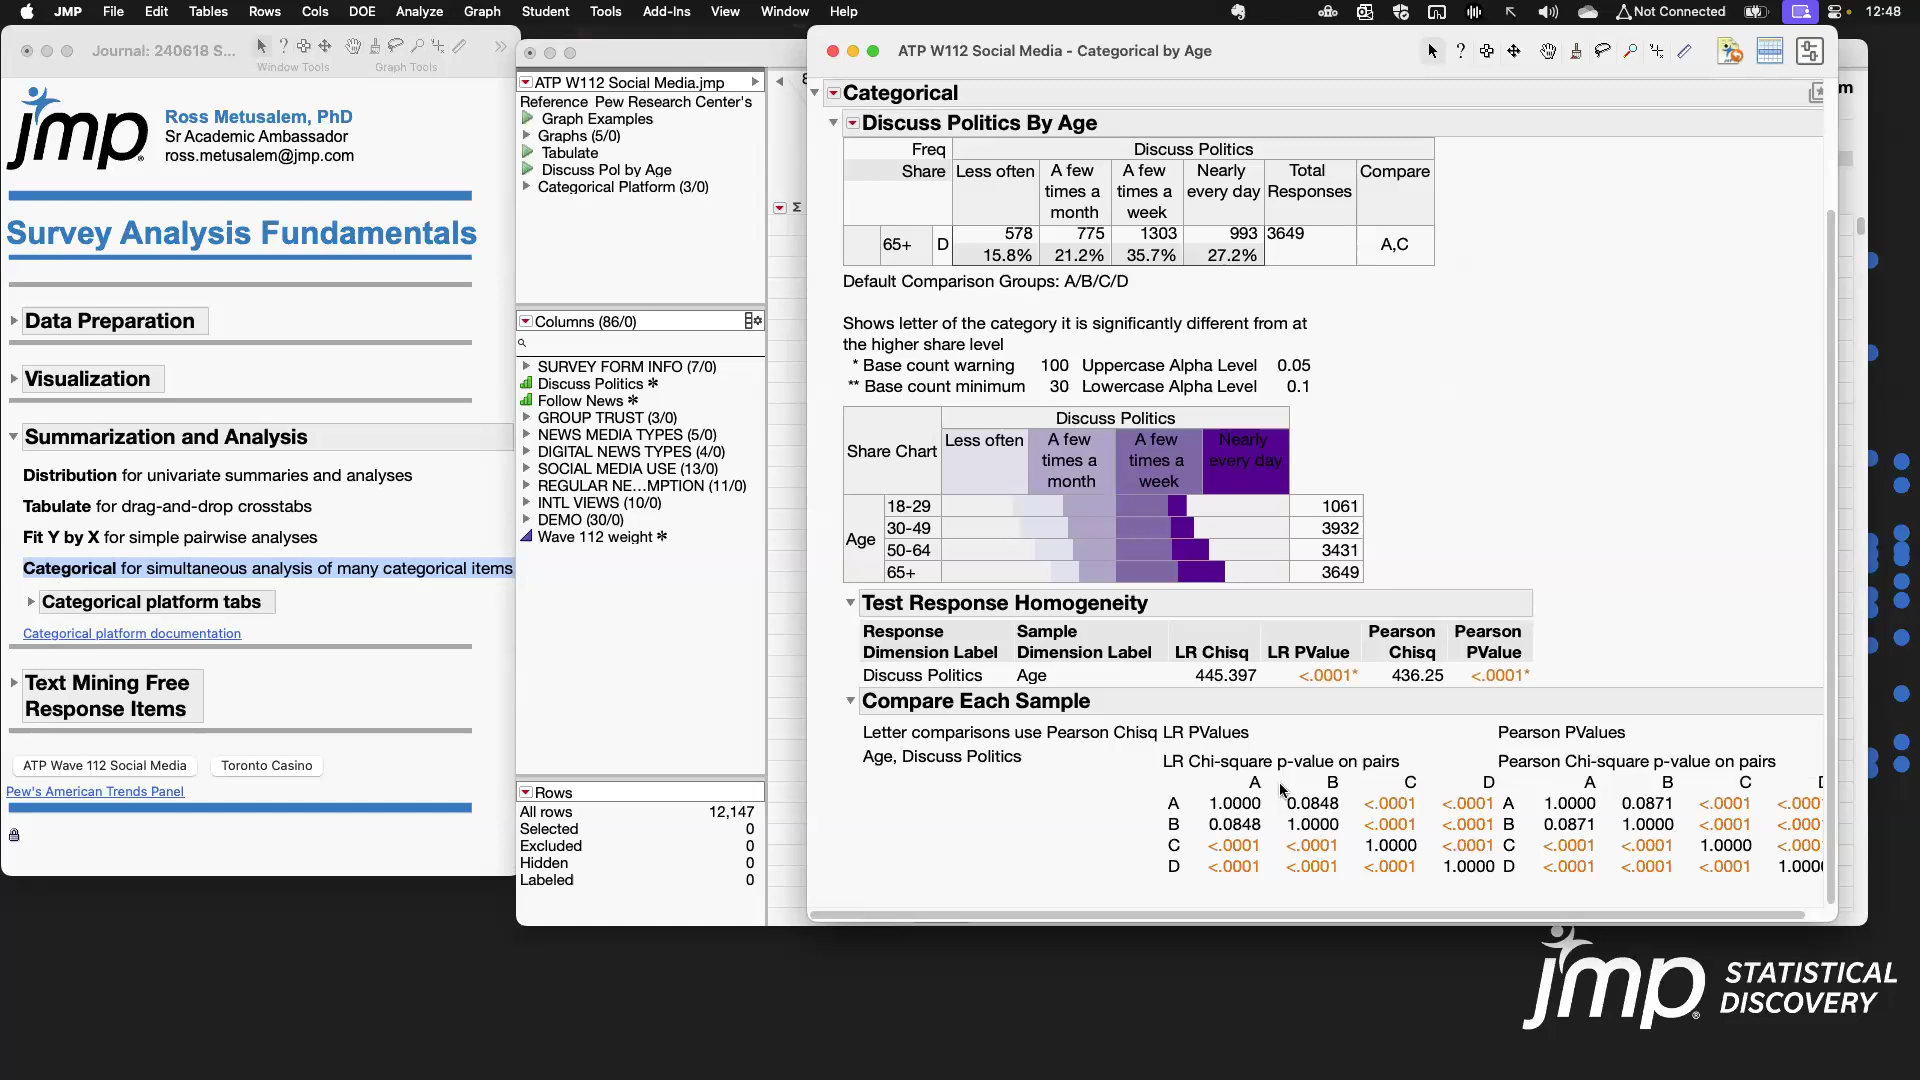 JMP File Edit Tables Rows Cols DOE Analyze Graph Student Tools Add-Ins View Window Help Not Connected 12:48
Journal: 240618 S...
Window Tools Graph Tools
jmp
Ross Metusalem, PhD
Sr Academic Ambassador
ross.metusalem@jmp.com
Survey Analysis Fundamentals
Data Preparation
Visualization
Summarization and Analysis
Distribution for univariate summaries and analyses
Tabulate for drag-and-drop crosstabs
Fit Y by X for simple pairwise analyses
Categorical for simultaneous analysis of many categorical items
Categorical platform tabs
Categorical platform documentation
Text Mining Free
Response Items
ATP Wave 112 Social Media Toronto Casino
Pew's American Trends Panel
ATP W112 Social Media.jmp
Reference Pew Research Center's
Graph Examples
Graphs (5/0)
Tabulate
Discuss Pol by Age
Categorical Platform (3/0)
Columns (86/0)
SURVEY FORM INFO (7/0)
Discuss Politics *
Follow News *
GROUP TRUST (3/0)
NEWS MEDIA TYPES (5/0)
DIGITAL NEWS TYPES (4/0)
SOCIAL MEDIA USE (13/0)
REGULAR NE...MPTION (11/0)
INTL VIEWS (10/0)
DEMO (30/0)
Wave 112 weight *
Rows
All rows 12,147
Selected 0
Excluded 0
Hidden 0
Labeled 0
Σ
ATP W112 Social Media - Categorical by Age
Categorical
Discuss Politics By Age
Freq Discuss Politics
Share Less often A few times a month A few times a week Nearly every day Total Responses Compare
65+ D 578 775 1303 993 3649 A,C
15.8% 21.2% 35.7% 27.2%
Default Comparison Groups: A/B/C/D
Shows letter of the category it is significantly different from at
the higher share level
* Base count warning 100 Uppercase Alpha Level 0.05
** Base count minimum 30 Lowercase Alpha Level 0.1
Share Chart Discuss Politics
Less often A few times a month A few times a week Nearly every day
Age
18-29 1061
30-49 3932
50-64 3431
65+ 3649
Test Response Homogeneity
Response Dimension Label Sample Dimension Label LR Chisq LR PValue Pearson Chisq Pearson PValue
Discuss Politics Age 445.397 <.0001* 436.25 <.0001*
Compare Each Sample
Letter comparisons use Pearson Chisq LR PValues Pearson PValues
Age, Discuss Politics LR Chi-square p-value on pairs Pearson Chi-square p-value on pairs
A B C D A B C D
A 1.0000 0.0848 <.0001 <.0001 A 1.0000 0.0871 <.0001 <.000
B 0.0848 1.0000 <.0001 <.0001 B 0.0871 1.0000 <.0001 <.000
C <.0001 <.0001 1.0000 <.0001 C <.0001 <.0001 1.0000 <.000
D <.0001 <.0001 <.0001 1.0000 D <.0001 <.0001 <.0001 1.000
m
jmp STATISTICAL
DISCOVERY